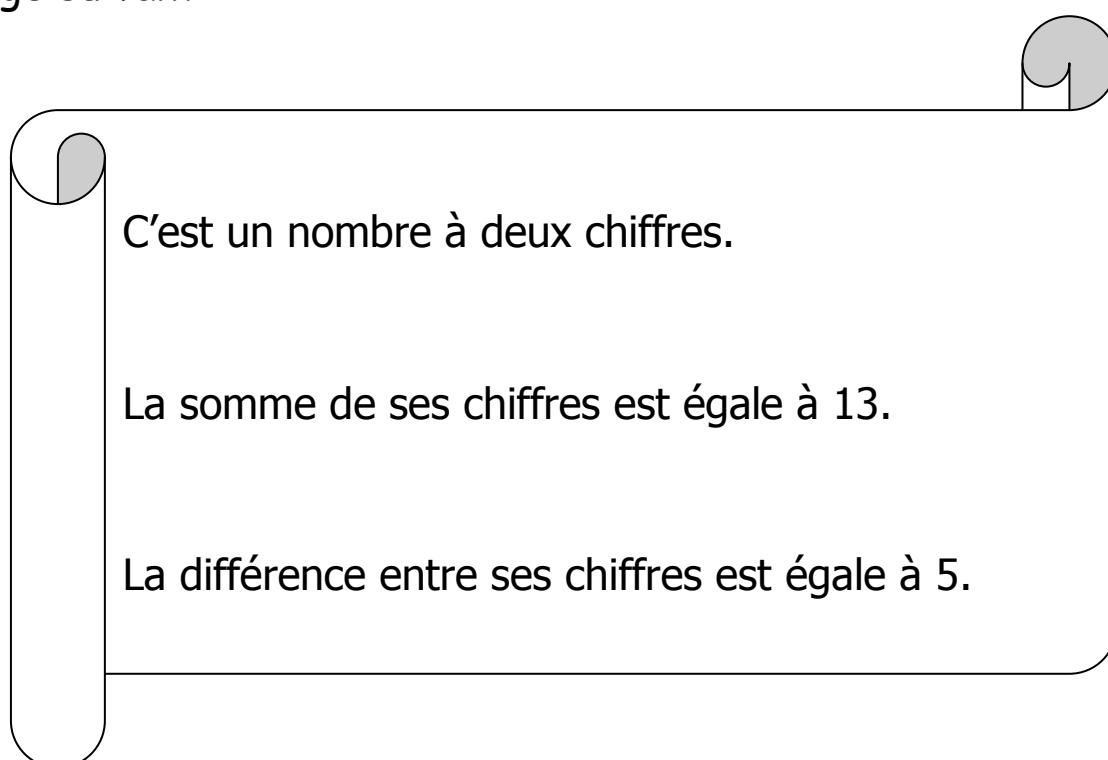 C’est un nombre à deux chiffres.
La somme de ses chiffres est égale à 13.
La différence entre ses chiffres est égale à 5.